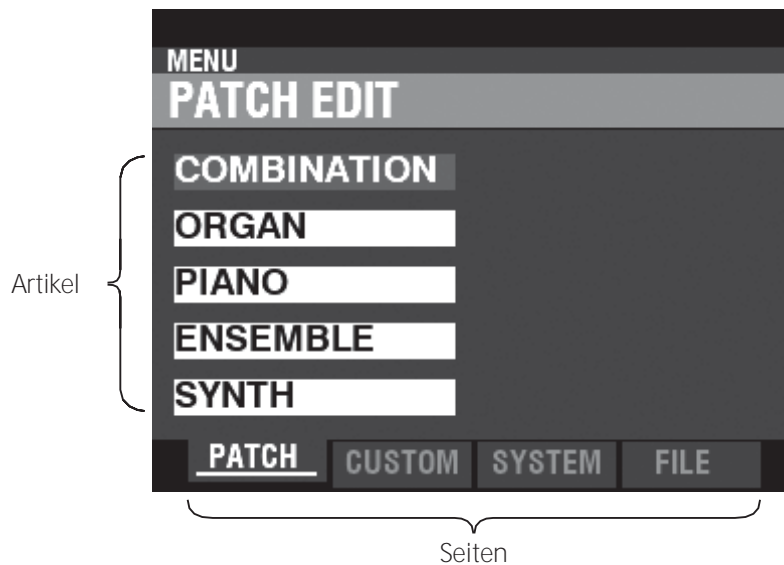 MENU
PATCH EDIT
COMBINATION
ORGAN
PIANO
ENSEMBLE
SYNTH
Artikel
PATCH CUSTOM SYSTEM FILE
Seiten